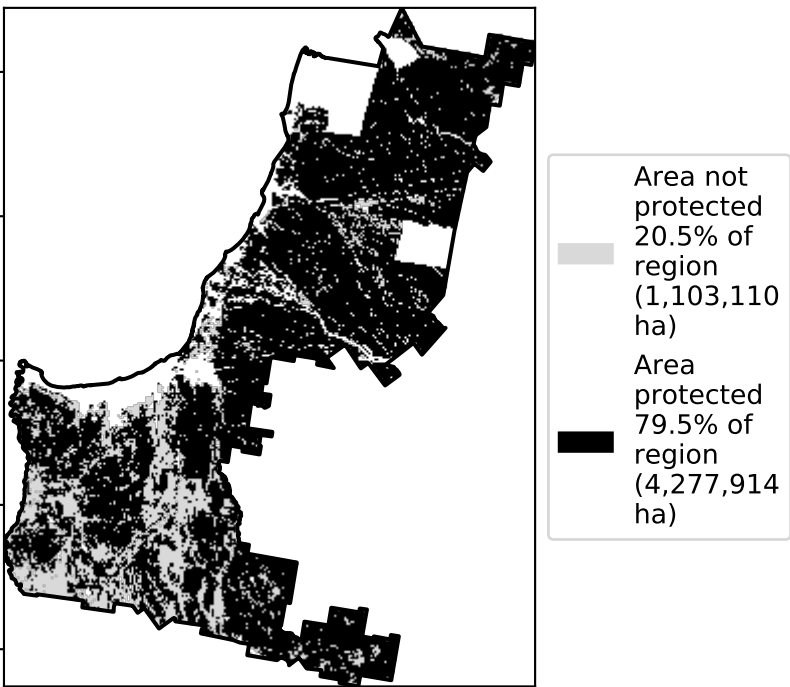 Area not
protected
20.5% of
region
(1,103,110
ha)
Area
protected
79.5% of
region
(4,277,914
ha)